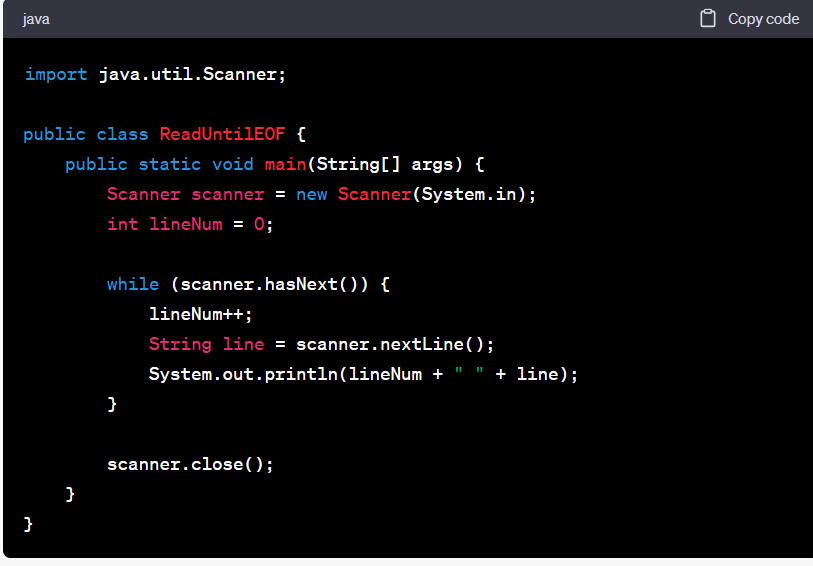 java Copy code
import java.util.Scanner;
public class ReadUntilEOF {
    public static void main(String[] args) {
        Scanner scanner = new Scanner(System.in);
        int lineNum = 0;
        while (scanner.hasNext()) {
            lineNum++;
            String line = scanner.nextLine();
            System.out.println(lineNum + " " + line);
        }
        scanner.close();
    }
}